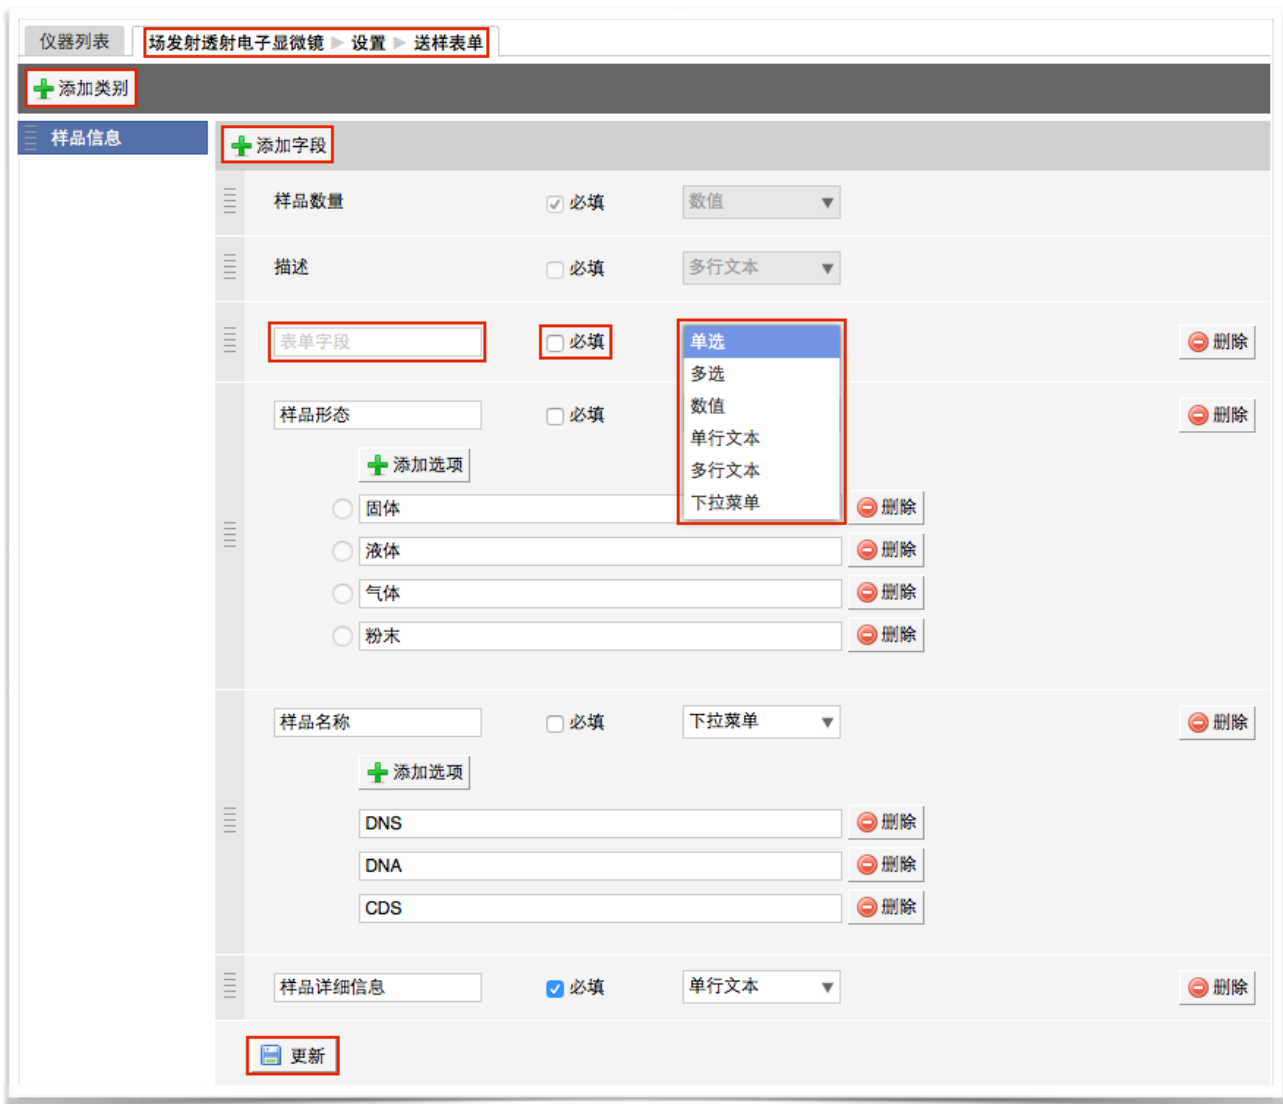 仪器列表 场发射透射电子显微镜 ▶ 设置 ▶ 送样表单
添加类别
样品信息
添加字段
样品数量 必填 数值
描述 必填 多行文本
表单字段 必填 单选 删除
多选
数值
单行文本
多行文本
下拉菜单
样品形态 必填 删除
添加选项
固体 删除
液体 删除
气体 删除
粉末 删除
样品名称 必填 下拉菜单 删除
添加选项
DNS 删除
DNA 删除
CDS 删除
样品详细信息 必填 单行文本 删除
更新